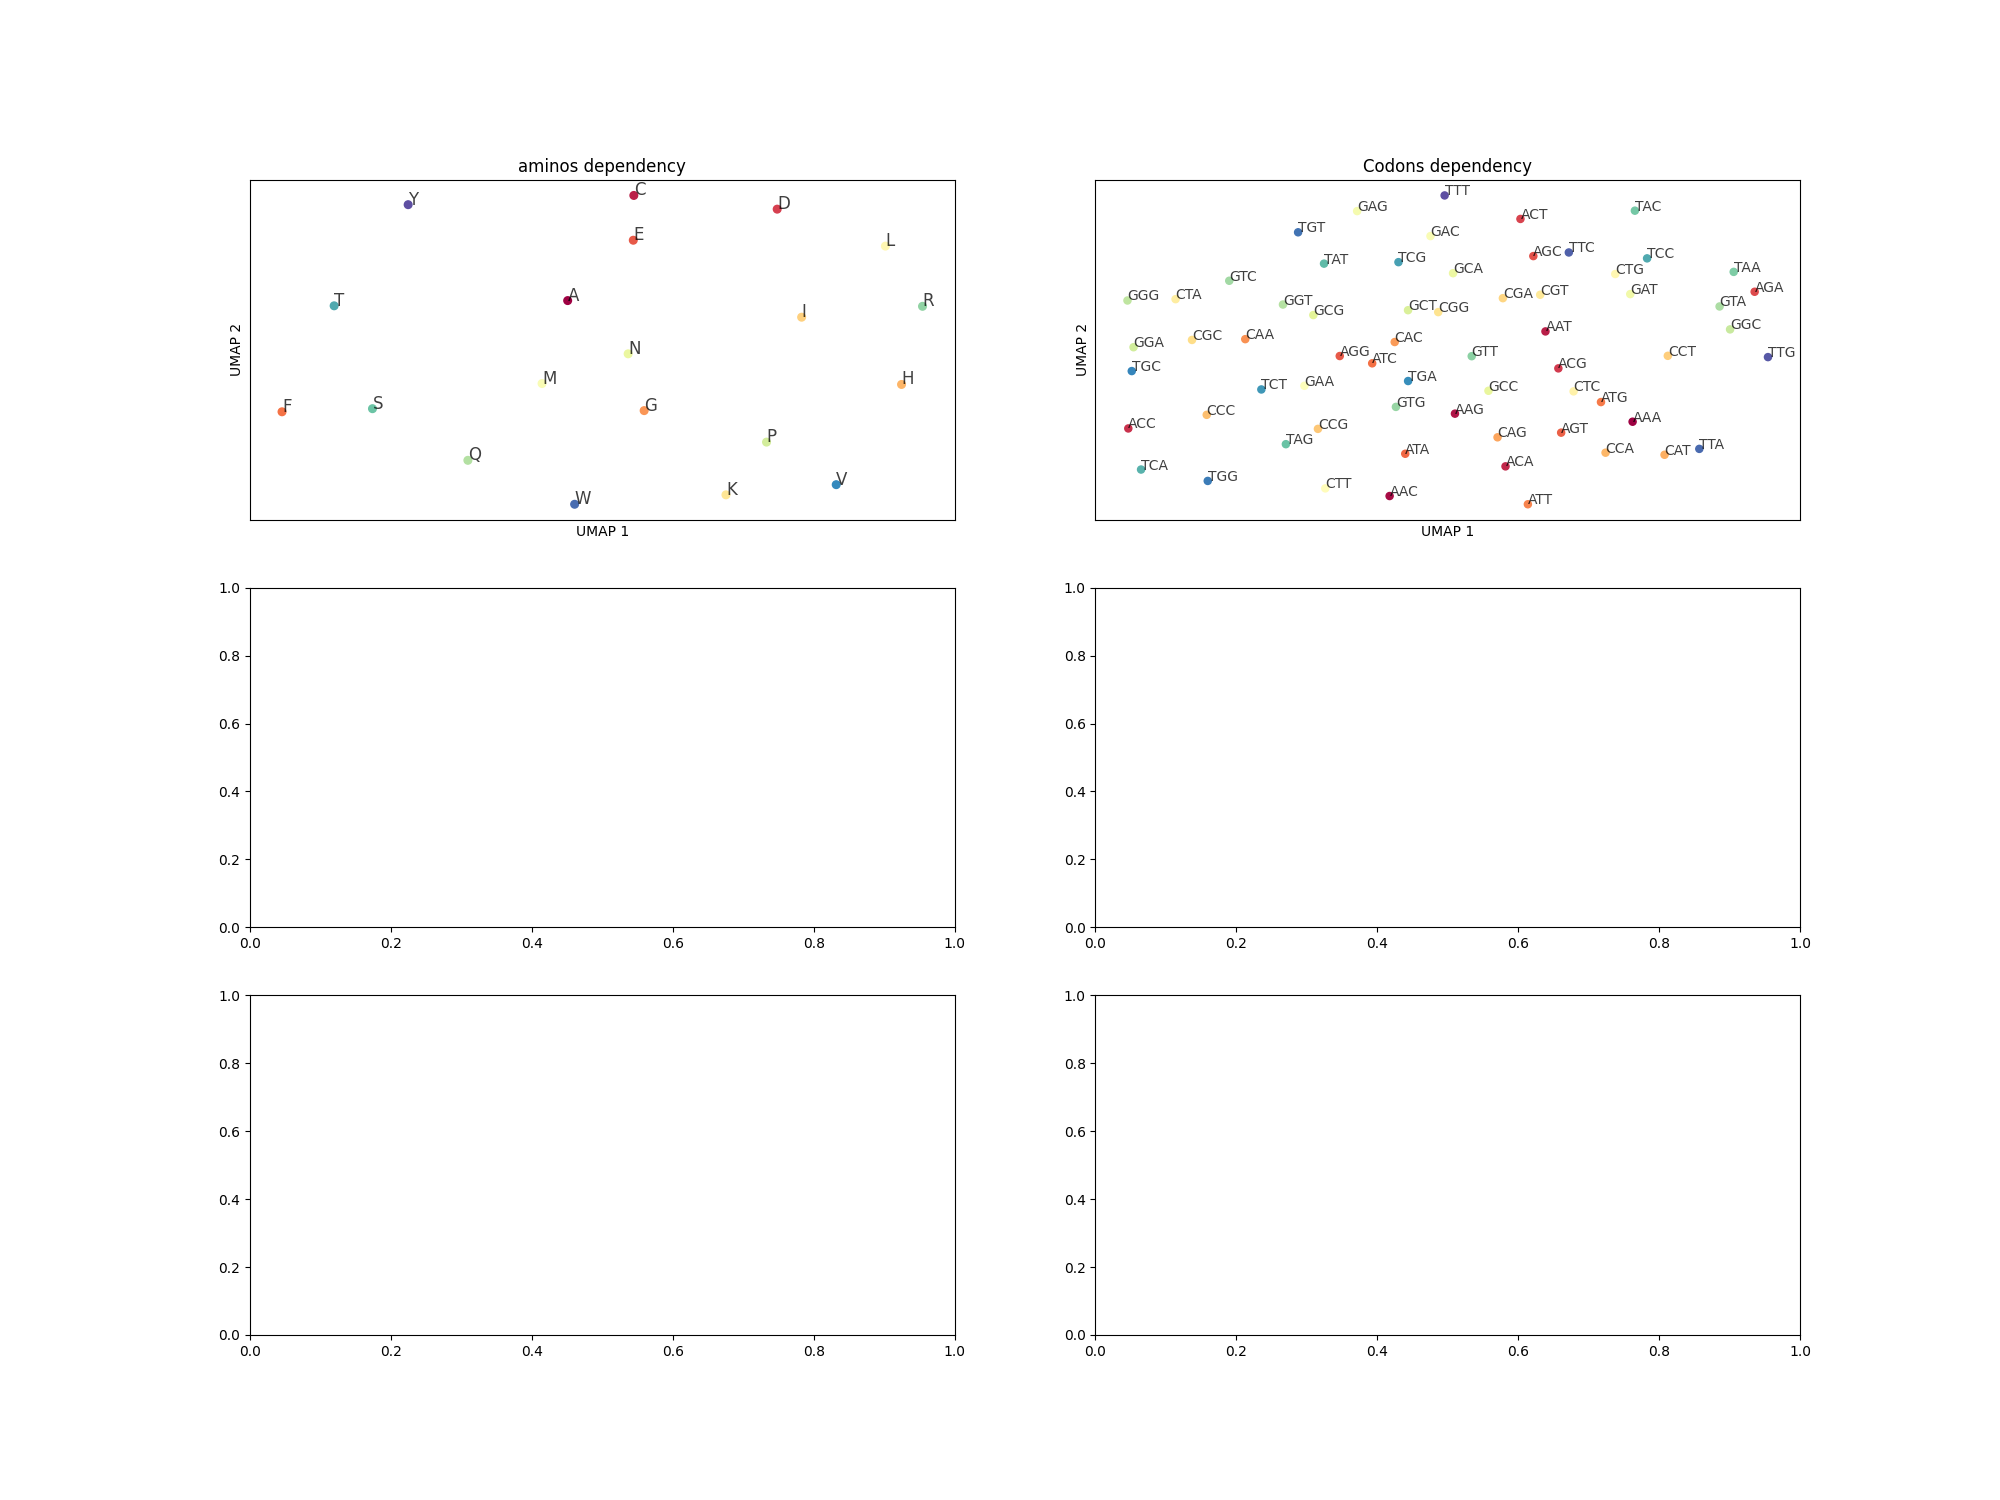 aminos dependency
Y
C
D
E
L
T
A
I
R
N
M
H
F
S
G
P
Q
W
K
V
UMAP 2
UMAP 1
Codons dependency
TTT
GAG
ACT
TAC
TGT
GAC
TAT
TCG
AGC
TTC
TCC
GTC
GCA
CTG
TAA
GGG
CTA
GGT
GCG
GCT
CGG
CGA
CGT
GAT
AGA
GTA
GGC
GGA
CGC
CAA
CAC
AAT
TGC
AGG
ATC
GTT
CCT
TTG
TCT
GAA
TGA
ACG
GCC
CTC
ATG
GTG
AAG
AAA
ACC
CCC
CCG
CAG
AGT
TAG
ATA
CCA
CAT
TTA
TCA
TGG
CTT
AAC
ACA
ATT
UMAP 2
UMAP 1
1.0
0.8
0.6
0.4
0.2
0.0
0.0 0.2 0.4 0.6 0.8 1.0
1.0
0.8
0.6
0.4
0.2
0.0
0.0 0.2 0.4 0.6 0.8 1.0
1.0
0.8
0.6
0.4
0.2
0.0
0.0 0.2 0.4 0.6 0.8 1.0
1.0
0.8
0.6
0.4
0.2
0.0
0.0 0.2 0.4 0.6 0.8 1.0